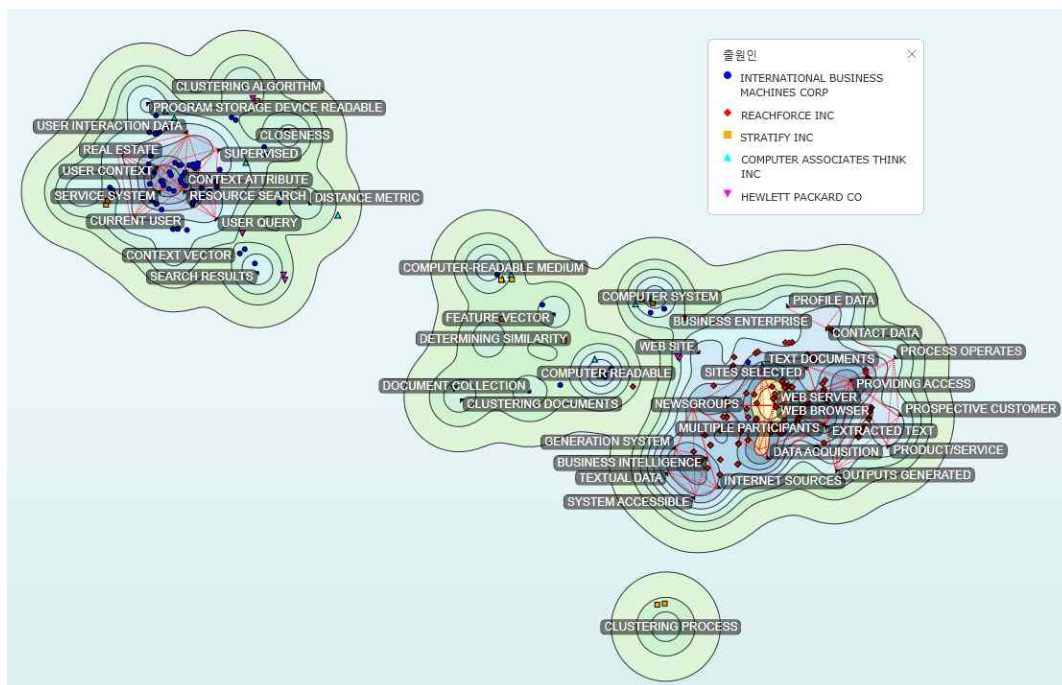 출원인
INTERNATIONAL BUSINESS
MACHINES CORP
REACHFORCE INC
STRATIFY INC
COMPUTER ASSOCIATES THINK
INC
HEWLETT PACKARD CO
CLUSTERING ALGORITHM
PROGRAM STORAGE DEVICE READABLE
USER INTERACTION DATA
CLOSENESS
REAL ESTATE
SUPERVISED
USER CONTEXT
CONTEXT ATTRIBUTE
SERVICE SYSTEM
RESOURCE SEARCH
DISTANCE METRIC
CURRENT USER
USER QUERY
CONTEXT VECTOR
SEARCH RESULTS
COMPUTER-READABLE MEDIUM
COMPUTER SYSTEM
PROFILE DATA
FEATURE VECTOR
BUSINESS ENTERPRISE
CONTACT DATA
DETERMINING SIMILARITY
WEB SITE
TEXT DOCUMENTS
PROCESS OPERATES
COMPUTER READABLE
SITES SELECTED
DOCUMENT COLLECTION
PROVIDING ACCESS
CLUSTERING DOCUMENTS
NEWSGROUPS
WEB SERVER
WEB BROWSER
PROSPECTIVE CUSTOMER
MULTIPLE PARTICIPANTS
EXTRACTED TEXT
GENERATION SYSTEM
DATA ACQUISITION
PRODUCT/SERVICE
BUSINESS INTELLIGENCE
TEXTUAL DATA
INTERNET SOURCES
OUTPUTS GENERATED
SYSTEM ACCESSIBLE
CLUSTERING PROCESS